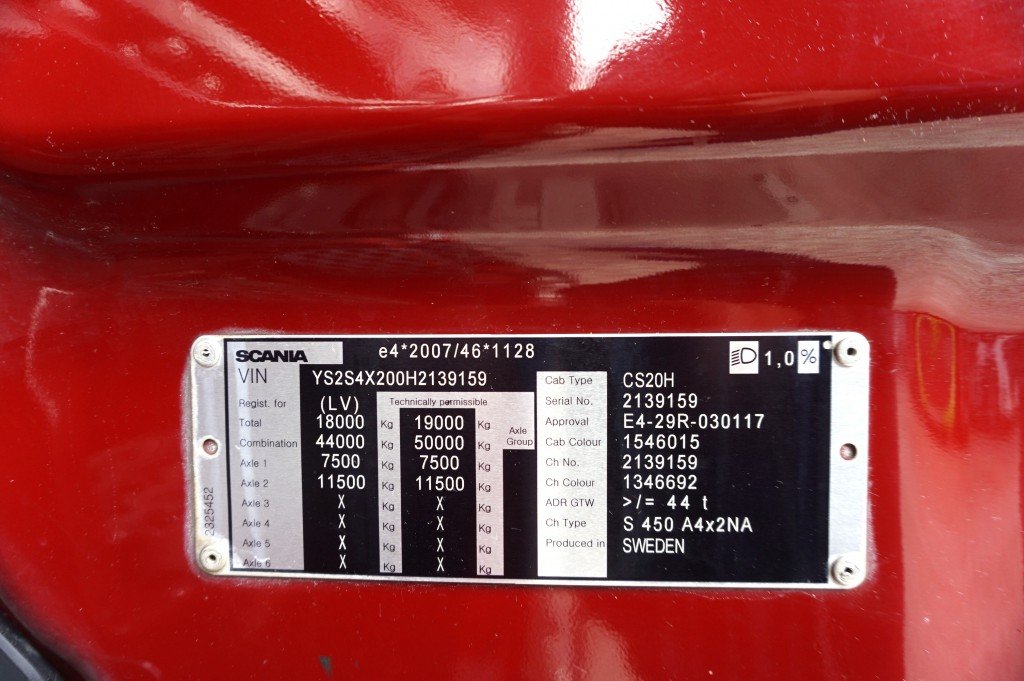 SCANIA e4*2007/46*1128 1,0%
VIN YS2S4X200H2139159
Regist. for (LV) Technically permissible
Total 18000 Kg 19000 Kg
Combination 44000 Kg 50000 Kg Axle Group
Axle 1 7500 Kg 7500 Kg
Axle 2 11500 Kg 11500 Kg
Axle 3 X Kg X Kg
Axle 4 X Kg X Kg
Axle 5 X Kg X Kg
Axle 6 X Kg X Kg
Cab Type CS20H
Serial No. 2139159
Approval E4-29R-030117
Cab Colour 1546015
Ch No. 2139159
Ch Colour 1346692
ADR GTW >/= 44 t
Ch Type S 450 A4x2NA
Produced in SWEDEN
2325452